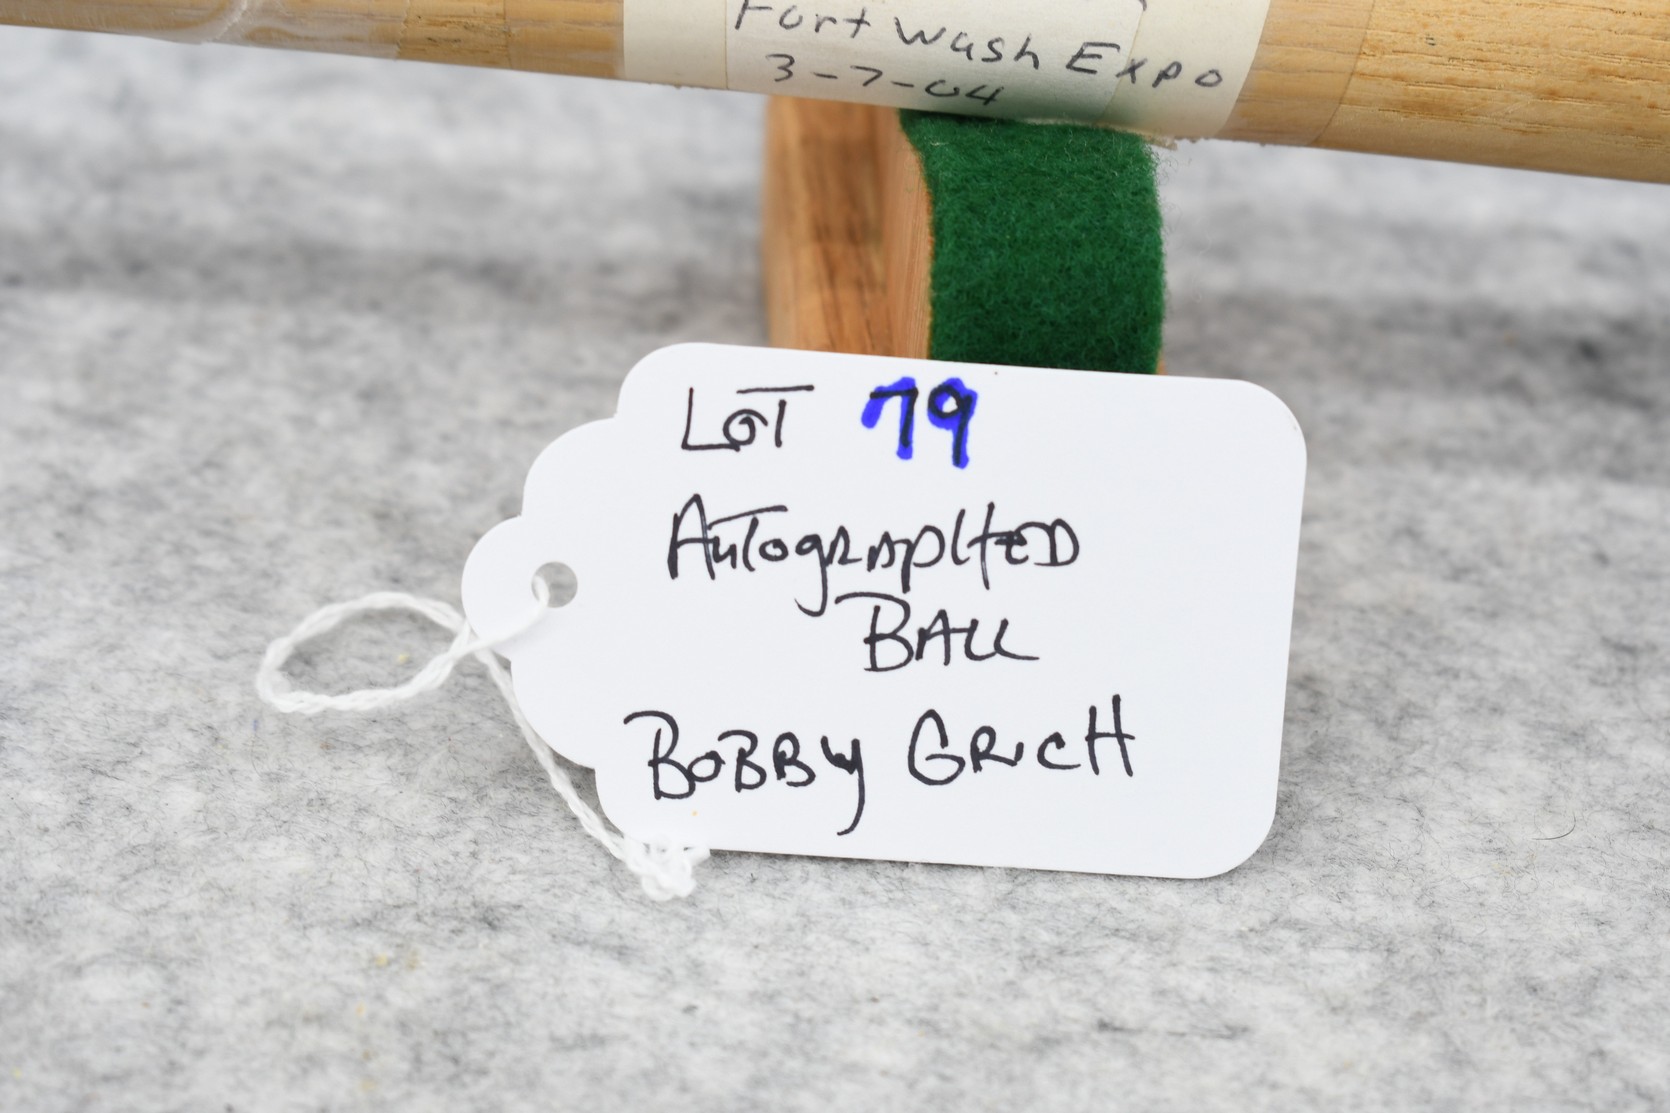 Fort Wash Expo
3-7-04
LOT 79
AUTOGRAPHED
BALL
BOBBY GRICH